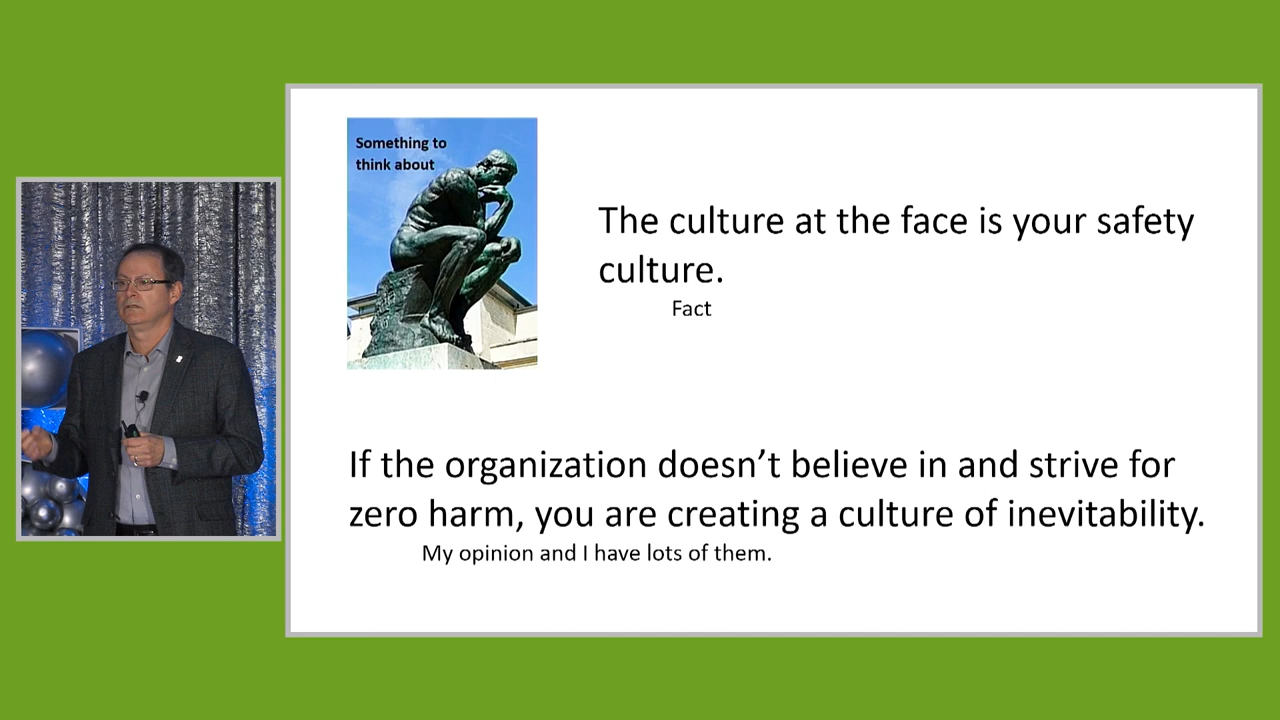 Something to
think about
The culture at the face is your safety
culture.
Fact
If the organization doesn’t believe in and strive for
zero harm, you are creating a culture of inevitability.
My opinion and I have lots of them.